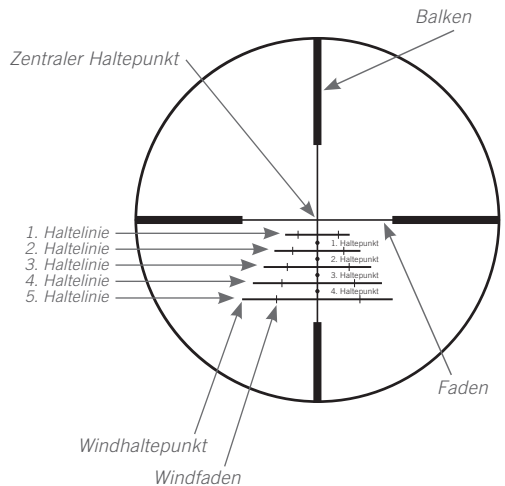 Balken
Zentraler Haltepunkt
1. Haltelinie
2. Haltelinie
3. Haltelinie
4. Haltelinie
5. Haltelinie
1. Haltepunkt
2. Haltepunkt
3. Haltepunkt
4. Haltepunkt
Faden
Windhaltepunkt
Windfaden